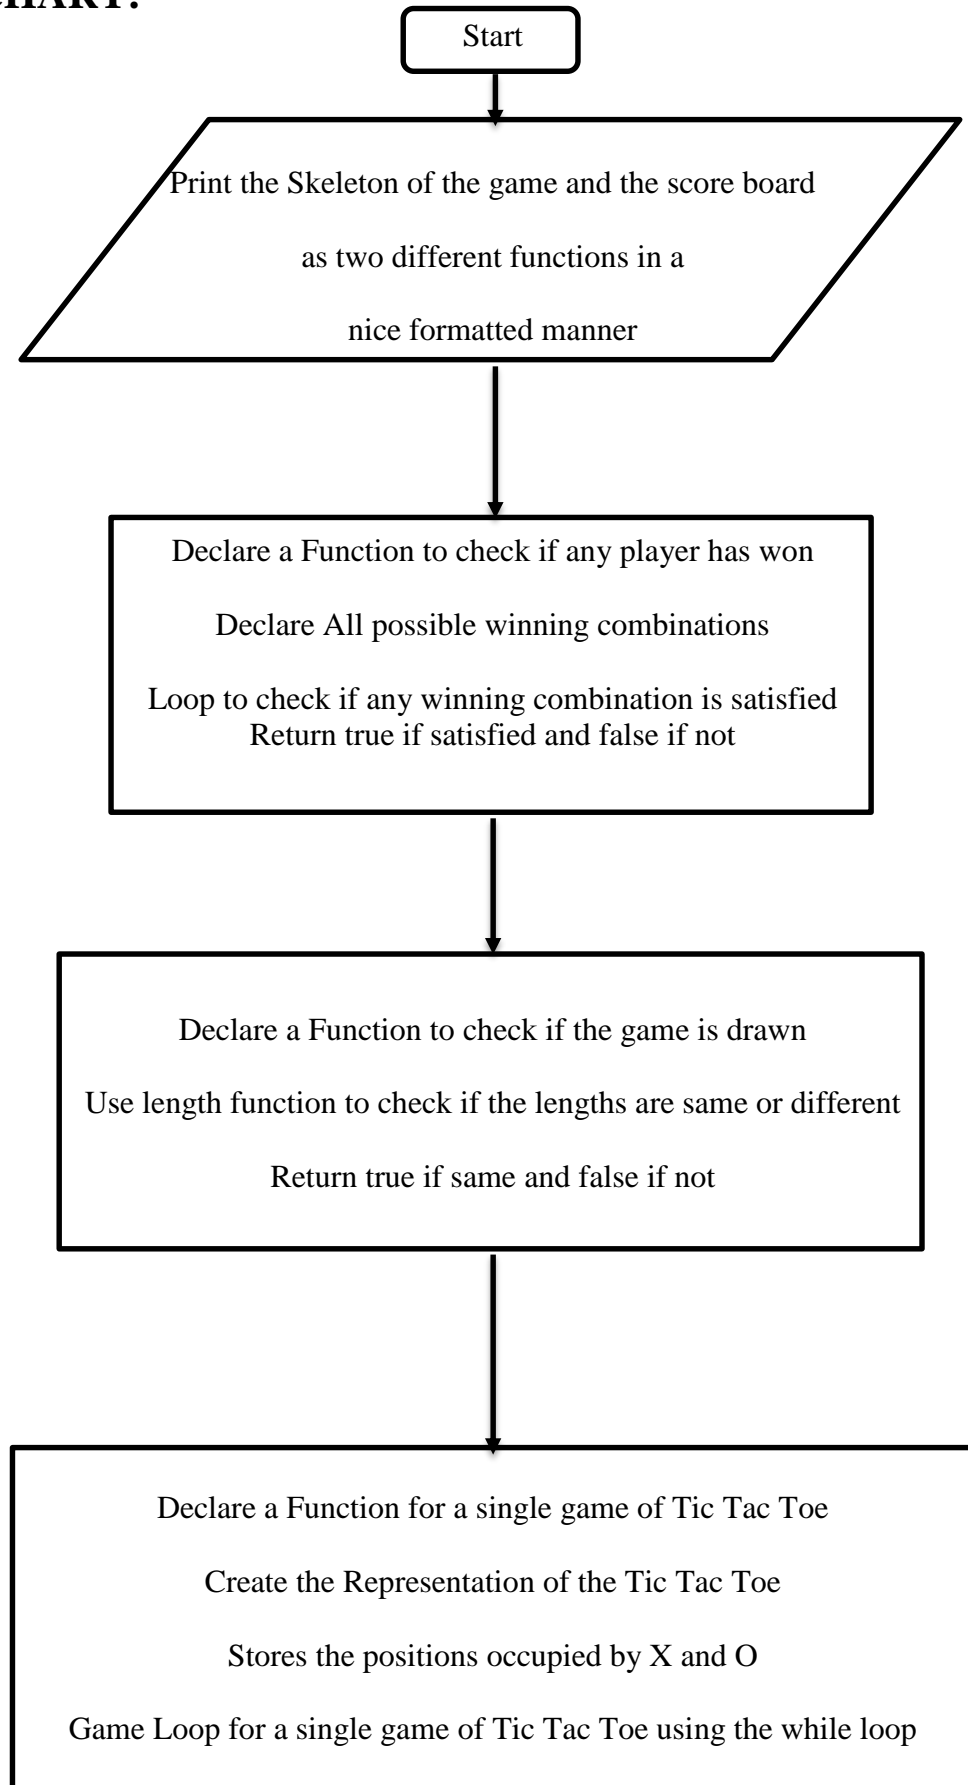 Start
Print the Skeleton of the game and the score board
as two different functions in a
nice formatted manner
Declare a Function to check if any player has won
Declare All possible winning combinations
Loop to check if any winning combination is satisfied
Return true if satisfied and false if not
Declare a Function to check if the game is drawn
Use length function to check if the lengths are same or different
Return true if same and false if not
Declare a Function for a single game of Tic Tac Toe
Create the Representation of the Tic Tac Toe
Stores the positions occupied by X and O
Game Loop for a single game of Tic Tac Toe using the while loop